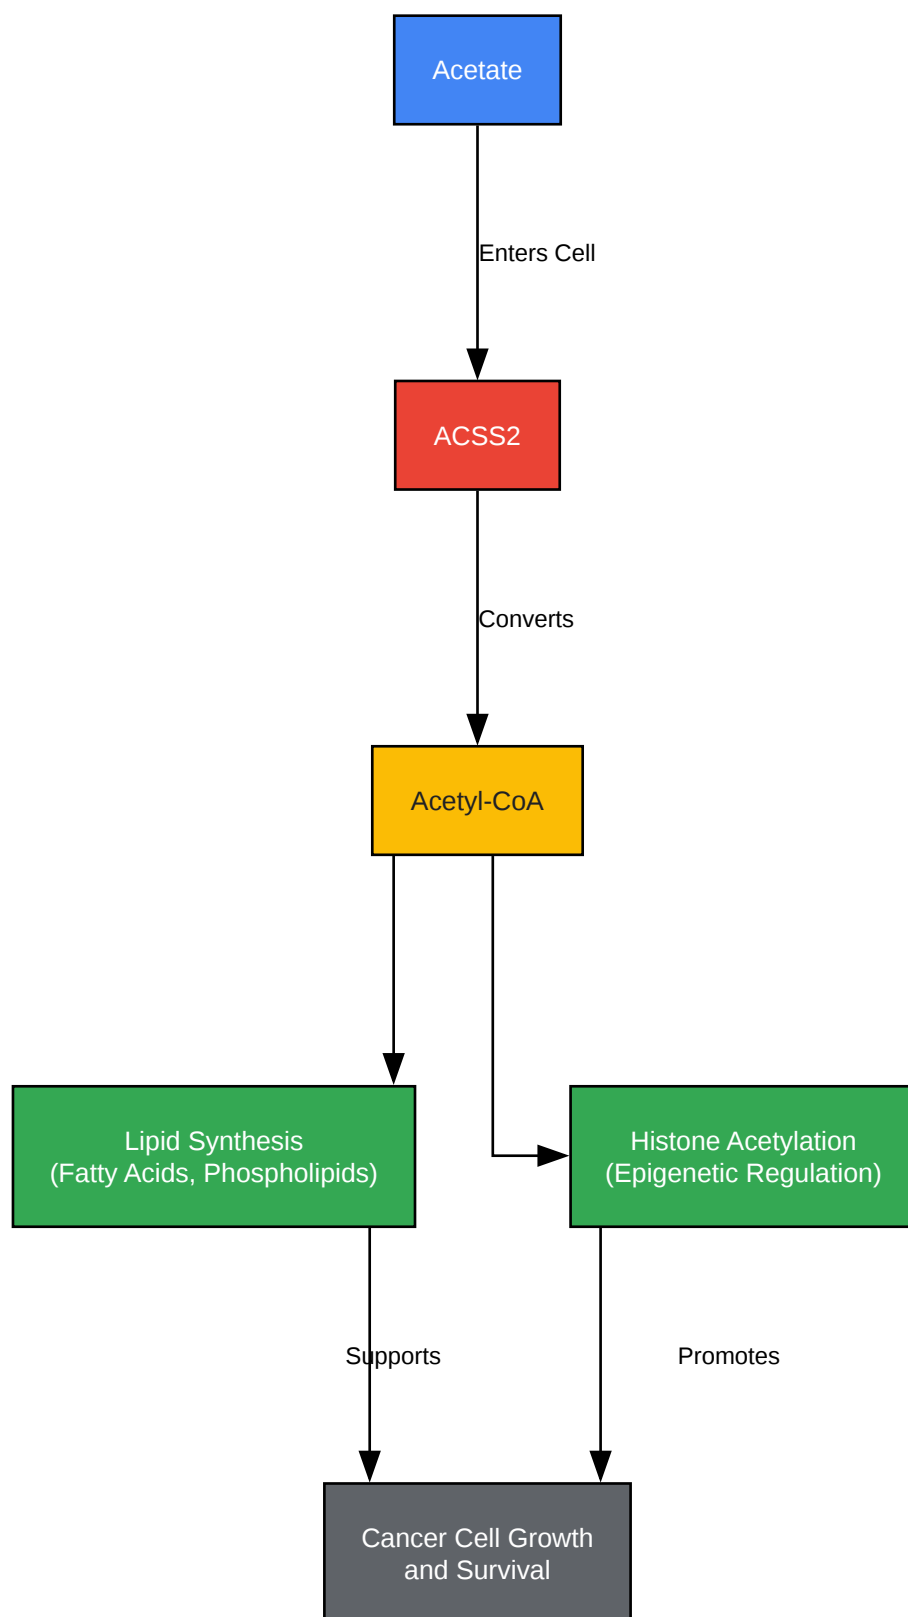 Acetate
Enters Cell
ACSS2
Converts
Acetyl-CoA
Lipid Synthesis
(Fatty Acids, Phospholipids)
Histone Acetylation
(Epigenetic Regulation)
Supports
Promotes
Cancer Cell Growth
and Survival